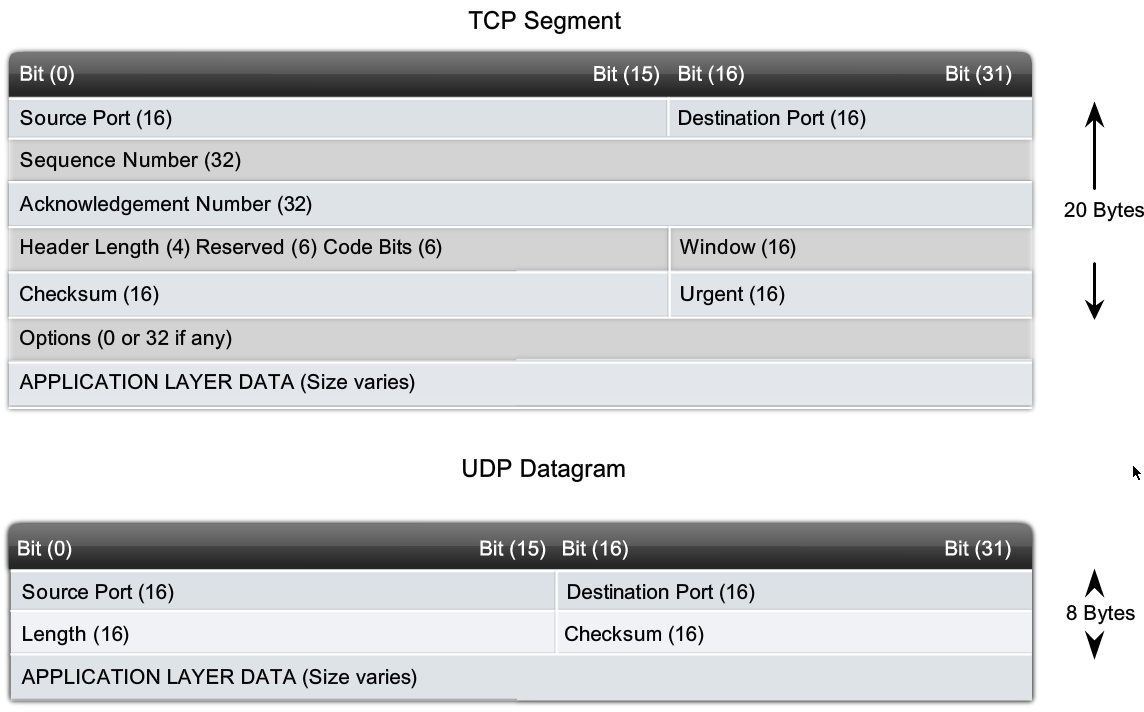 TCP Segment
Bit (0) Bit (15) Bit (16) Bit (31)
Source Port (16) Destination Port (16)
Sequence Number (32)
20 Bytes
Acknowledgement Number (32)
Header Length (4) Reserved (6) Code Bits (6) Window (16)
Checksum (16) Urgent (16)
Options (0 or 32 if any)
APPLICATION LAYER DATA (Size varies)
UDP Datagram
Bit (0) Bit (15) Bit (16) Bit (31)
Source Port (16) Destination Port (16)
8 Bytes
Length (16) Checksum (16)
APPLICATION LAYER DATA (Size varies)